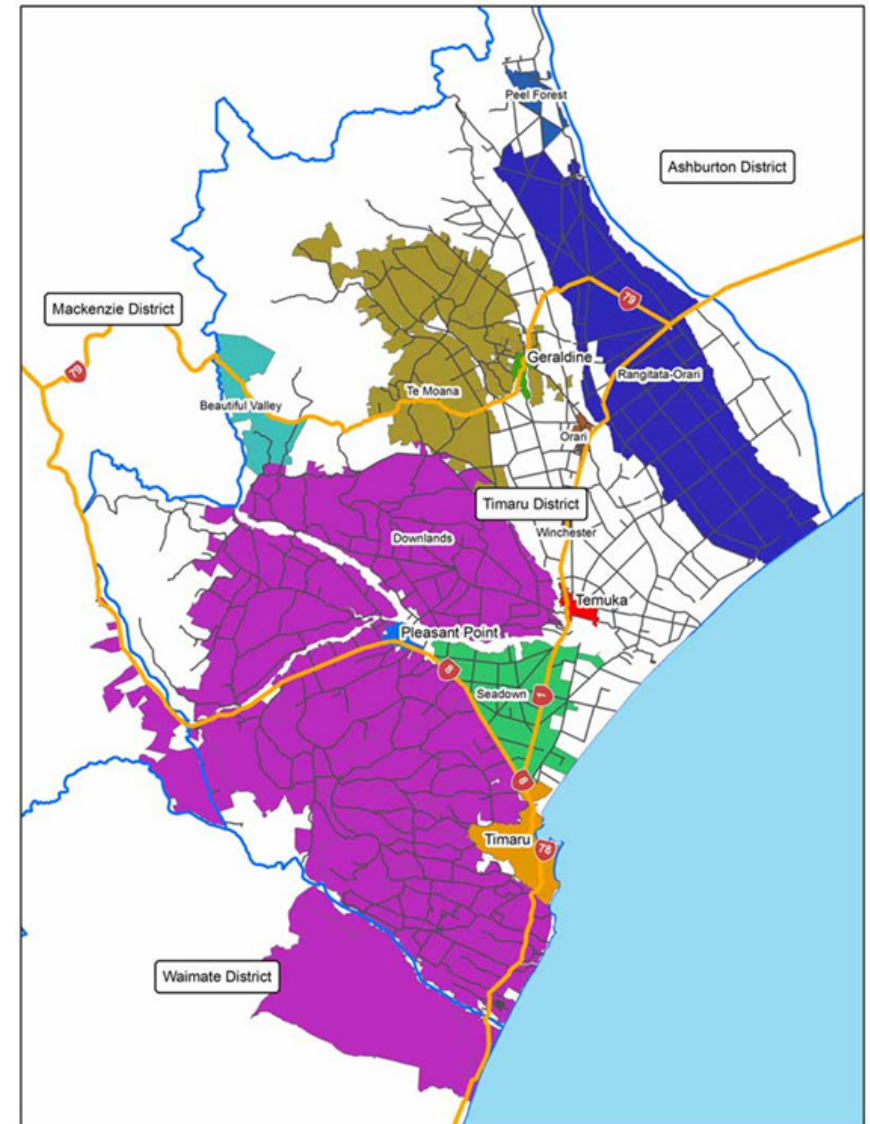 Peel Forest
Ashburton District
79
Mackenzie District
79
Geraldine
Rangitata-Orari
Te Moana
Beautiful Valley
Orari
Timaru District
Winchester
Downlands
Temuka
Pleasant Point
8
Seadown
1
8
Timaru
78
Waimate District